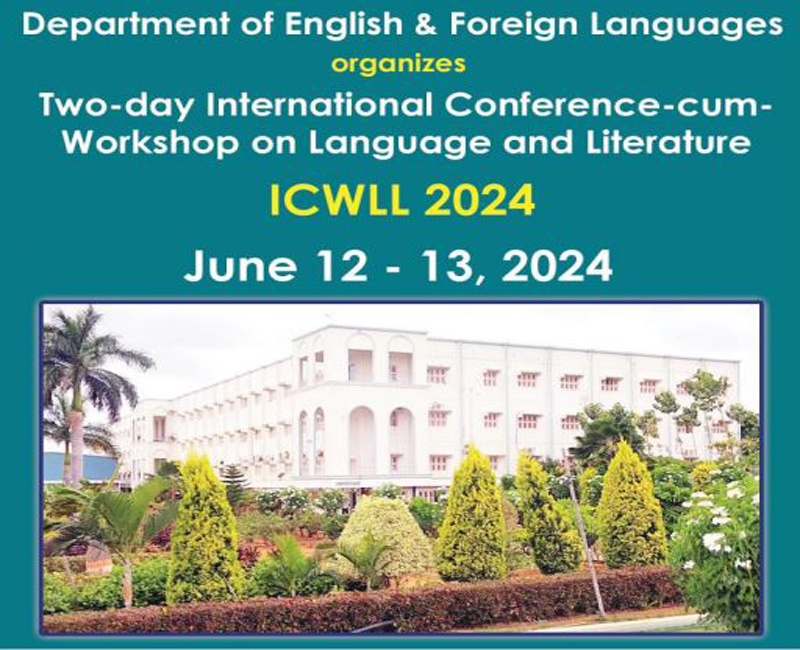 Department of English & Foreign Languages
organizes
Two-day International Conference-cum-
Workshop on Language and Literature
ICWLL 2024
June 12 - 13, 2024